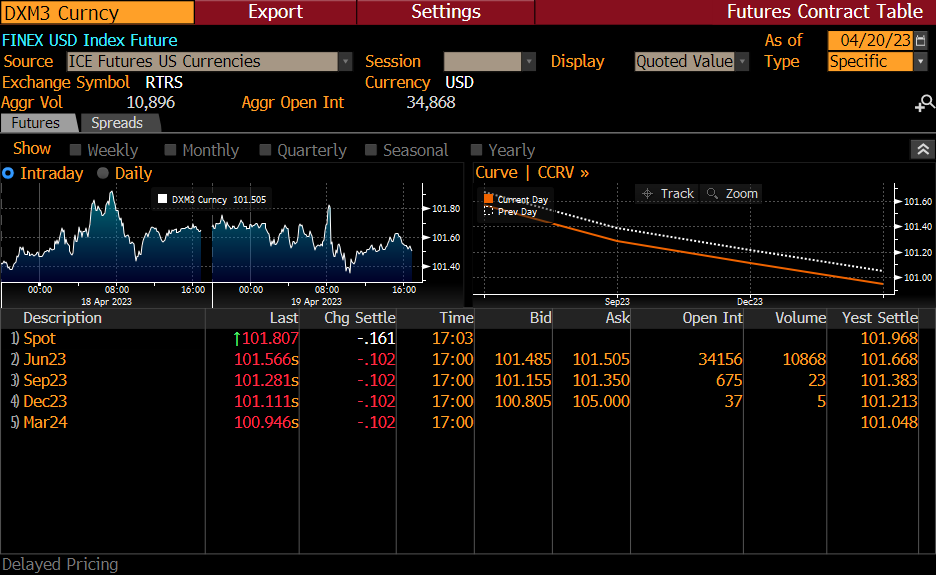 DXM3 Curncy Export Settings Futures Contract Table
FINEX USD Index Future As of 04/20/23
Source ICE Futures US Currencies Session Display Quoted Value Type Specific
Exchange Symbol RTRS Currency USD
Aggr Vol 10,896 Aggr Open Int 34,868
Futures Spreads
Show Weekly Monthly Quarterly Seasonal Yearly
Intraday Daily Curve | CCRV »
DXM3 Curncy 101.505
101.80
101.60
101.40
00:00 08:00 16:00 00:00 08:00 16:00
18 Apr 2023 19 Apr 2023
Track Zoom
Current Day
Prev Day
101.60
101.40
101.20
101.00
Sep23 Dec23
Description Last Chg Settle Time Bid Ask Open Int Volume Yest Settle
1) Spot ↑101.807 -.161 17:03 101.968
2) Jun23 101.566s -.102 17:00 101.485 101.505 34156 10868 101.668
3) Sep23 101.281s -.102 17:00 101.155 101.350 675 23 101.383
4) Dec23 101.111s -.102 17:00 100.805 105.000 37 5 101.213
5) Mar24 100.946s -.102 17:00 101.048
Delayed Pricing